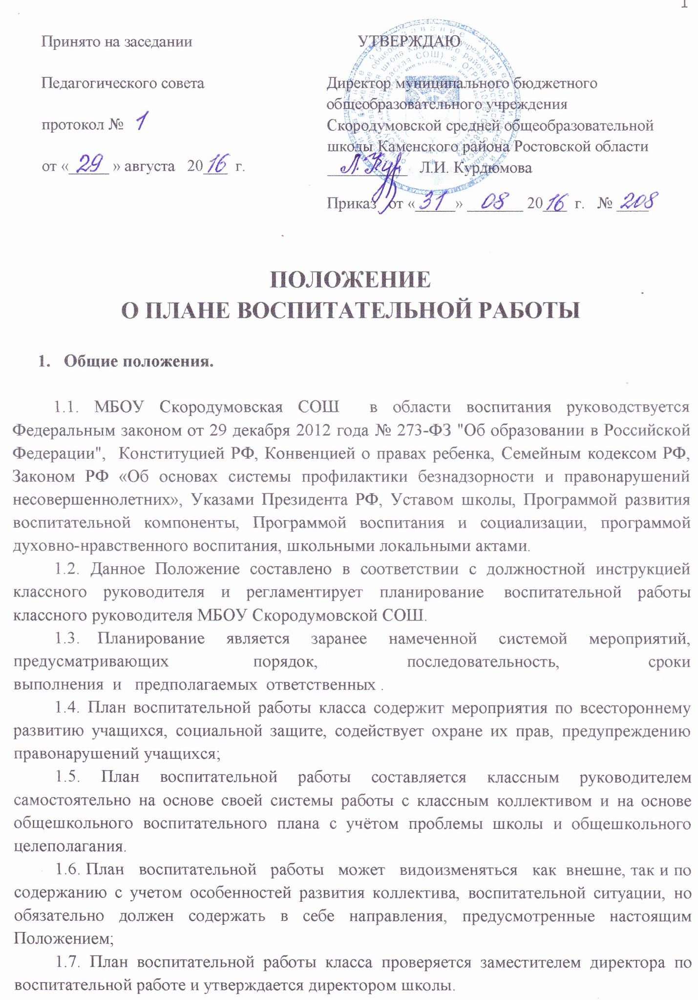 1
Принято на заседании
Педагогического совета
протокол № 1
от «29» августа 2016 г.
УТВЕРЖДАЮ
Директор муниципального бюджетного
общеобразовательного учреждения
Скородумовской средней общеобразовательной
школы Каменского района Ростовской области
Л.И. Курдюмова
Приказ от «31» 08 2016 г. № 208
ПОЛОЖЕНИЕ
О ПЛАНЕ ВОСПИТАТЕЛЬНОЙ РАБОТЫ
1. Общие положения.
1.1. МБОУ Скородумовская СОШ в области воспитания руководствуется
Федеральным законом от 29 декабря 2012 года № 273-ФЗ "Об образовании в Российской
Федерации", Конституцией РФ, Конвенцией о правах ребенка, Семейным кодексом РФ,
Законом РФ «Об основах системы профилактики безнадзорности и правонарушений
несовершеннолетних», Указами Президента РФ, Уставом школы, Программой развития
воспитательной компоненты, Программой воспитания и социализации, программой
духовно-нравственного воспитания, школьными локальными актами.
1.2. Данное Положение составлено в соответствии с должностной инструкцией
классного руководителя и регламентирует планирование воспитательной работы
классного руководителя МБОУ Скородумовской СОШ.
1.3. Планирование является заранее намеченной системой мероприятий,
предусматривающих порядок, последовательность, сроки
выполнения и предполагаемых ответственных .
1.4. План воспитательной работы класса содержит мероприятия по всестороннему
развитию учащихся, социальной защите, содействует охране их прав, предупреждению
правонарушений учащихся;
1.5. План воспитательной работы составляется классным руководителем
самостоятельно на основе своей системы работы с классным коллективом и на основе
общешкольного воспитательного плана с учётом проблемы школы и общешкольного
целеполагания.
1.6. План воспитательной работы может видоизменяться как внешне, так и по
содержанию с учетом особенностей развития коллектива, воспитательной ситуации, но
обязательно должен содержать в себе направления, предусмотренные настоящим
Положением;
1.7. План воспитательной работы класса проверяется заместителем директора по
воспитательной работе и утверждается директором школы.